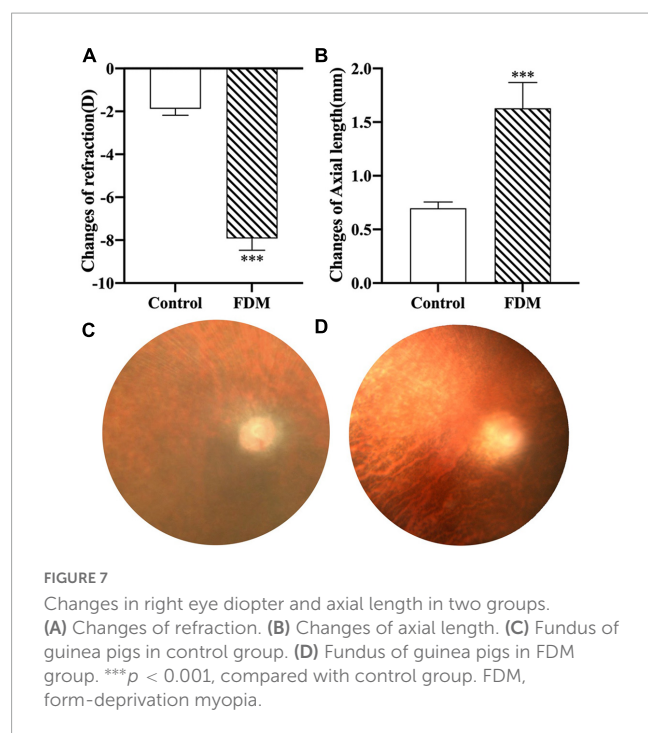 A
Changes of refraction(D)
0
-2
-4
-6
-8
-10
***
Control
FDM
B
Changes of Axial length(mm)
2.0
1.5
1.0
0.5
0.0
***
Control
FDM
C
D
FIGURE 7
Changes in right eye diopter and axial length in two groups.
(A) Changes of refraction. (B) Changes of axial length. (C) Fundus of
guinea pigs in control group. (D) Fundus of guinea pigs in FDM
group. ***p < 0.001, compared with control group. FDM,
form-deprivation myopia.